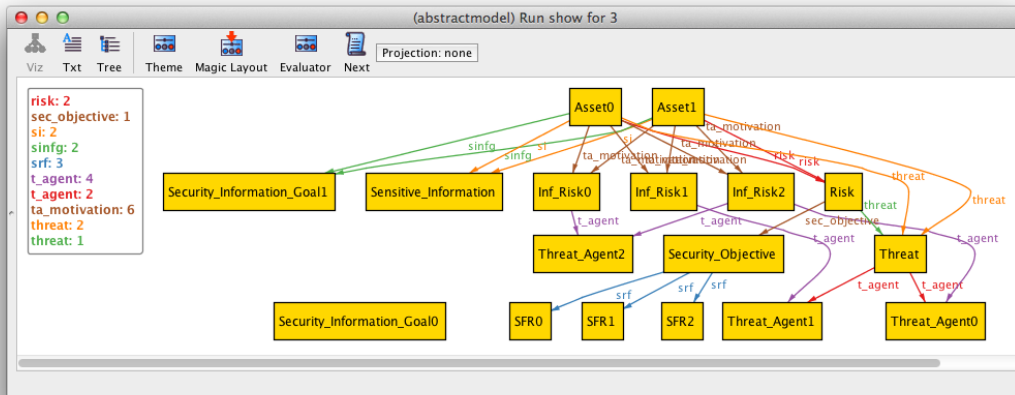 (abstractmodel) Run show for 3
Viz Txt Tree Theme Magic Layout Evaluator Next Projection: none
risk: 2
sec_objective: 1
si: 2
sinfg: 2
srf: 3
t_agent: 4
t_agent: 2
ta_motivation: 6
threat: 2
threat: 1
Asset0 Asset1
ta_motivation
sinfg si si ta_motivation
sinfg si ta_motivation ta_motivation risk
risk
threat
Security_Information_Goal1 Sensitive_Information Inf_Risk0 Inf_Risk1 Inf_Risk2 Risk
threat threat
t_agent t_agent sec_objective
t_agent t_agent
Threat_Agent2 Security_Objective Threat
srf srf srf t_agent t_agent
Security_Information_Goal0 SFR0 SFR1 SFR2 Threat_Agent1 Threat_Agent0